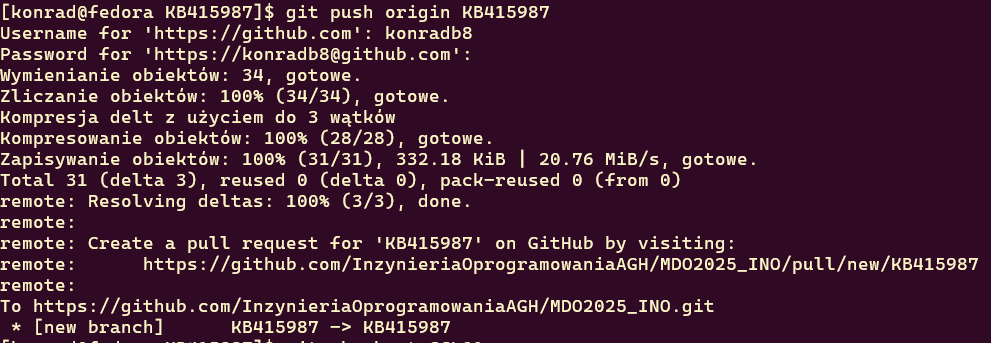 [konrad@fedora KB415987]$ git push origin KB415987
Username for 'https://github.com': konradb8
Password for 'https://konradb8@github.com':
Wymienianie obiektów: 34, gotowe.
Zliczanie obiektów: 100% (34/34), gotowe.
Kompresja delt z użyciem do 3 wątków
Kompresowanie obiektów: 100% (28/28), gotowe.
Zapisywanie obiektów: 100% (31/31), 332.18 KiB | 20.76 MiB/s, gotowe.
Total 31 (delta 3), reused 0 (delta 0), pack-reused 0 (from 0)
remote: Resolving deltas: 100% (3/3), done.
remote:
remote: Create a pull request for 'KB415987' on GitHub by visiting:
remote:      https://github.com/InzynieriaOprogramowaniaAGH/MDO2025_INO/pull/new/KB415987
remote:
To https://github.com/InzynieriaOprogramowaniaAGH/MDO2025_INO.git
 * [new branch]      KB415987 -> KB415987